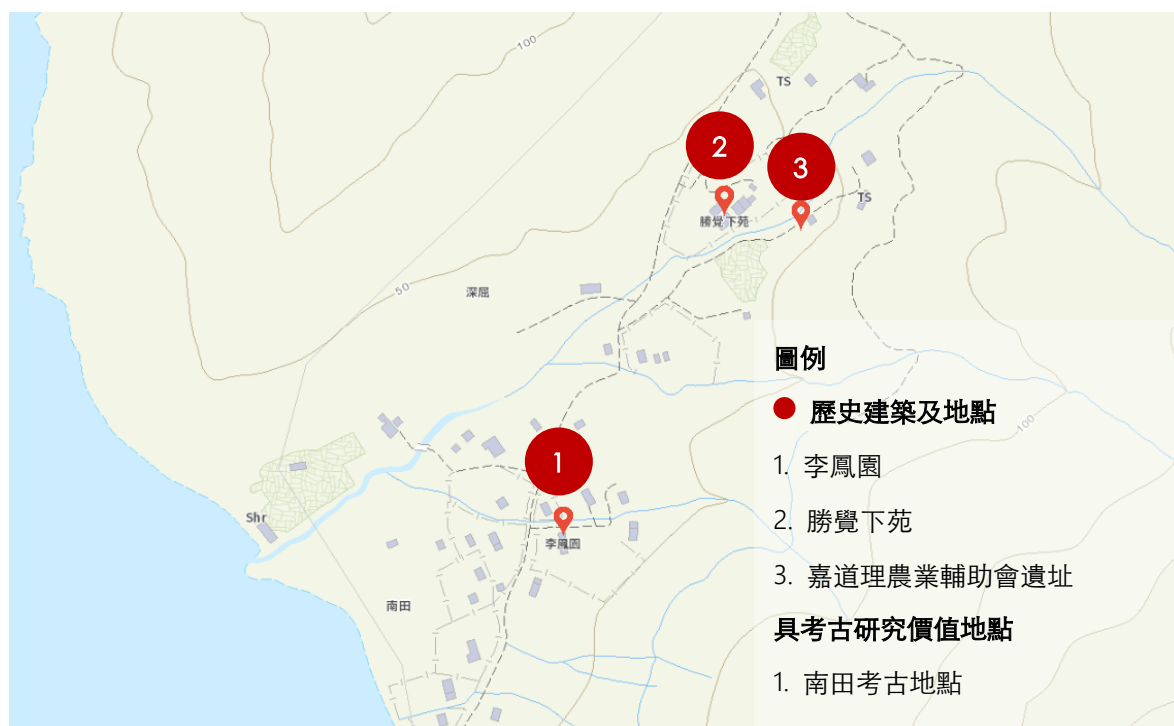 100
TS
2
3
TS
勝覺下苑
50
深屈
1
Shr
李鳳園
南田
100
圖例
歷史建築及地點
1. 李鳳園
2. 勝覺下苑
3. 嘉道理農業輔助會遺址
具考古研究價值地點
1. 南田考古地點